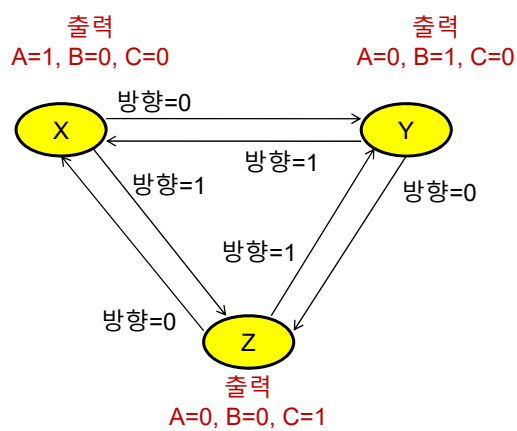 출력
A=1, B=0, C=0
출력
A=0, B=1, C=0
방향=0
X
Y
방향=1
방향=1
방향=0
방향=1
방향=0
Z
출력
A=0, B=0, C=1